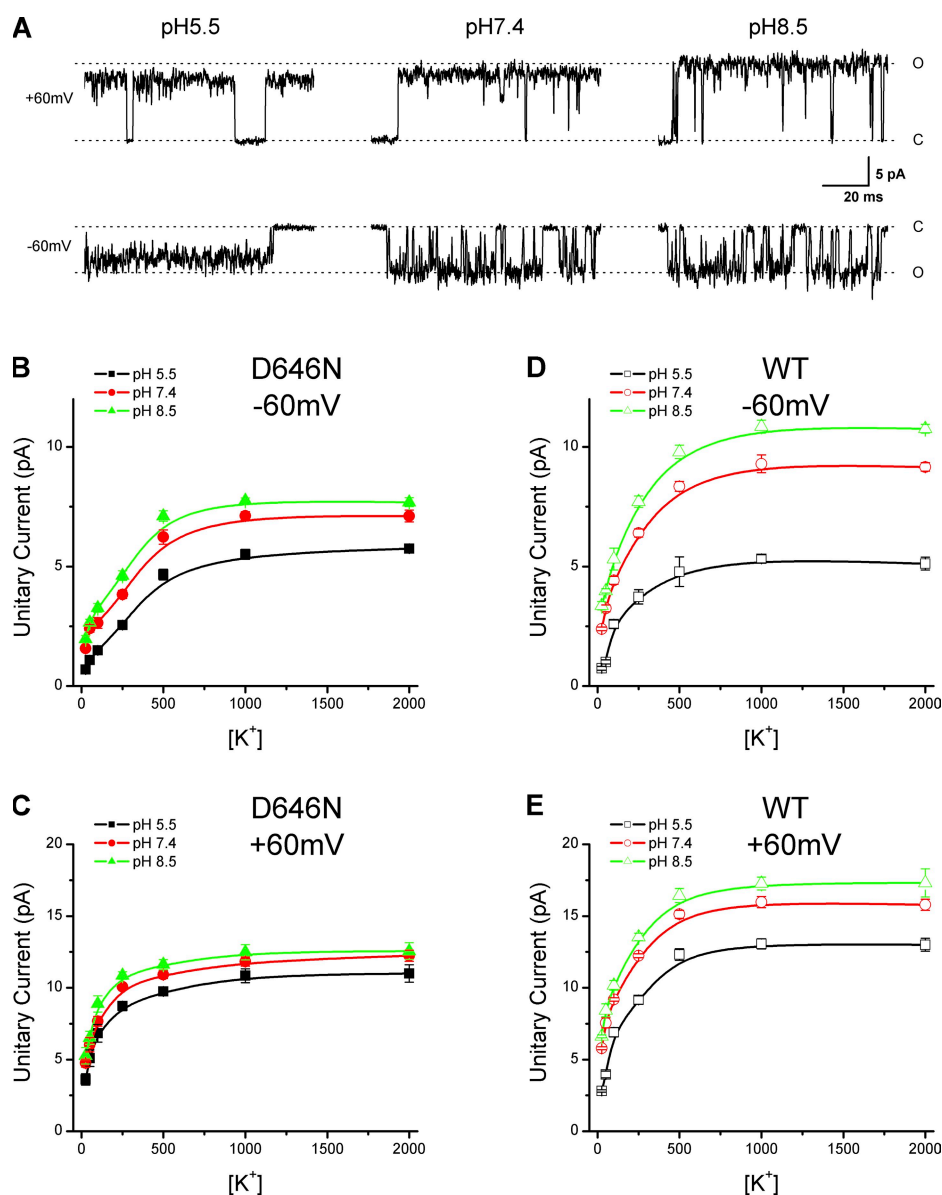 A
pH5.5
pH7.4
pH8.5
+60mV
O
C
5 pA
20 ms
-60mV
C
O
B
D646N
-60mV
pH 5.5
pH 7.4
pH 8.5
Unitary Current (pA)
10
5
0
0
500
1000
1500
2000
[K⁺]
D
WT
-60mV
pH 5.5
pH 7.4
pH 8.5
Unitary Current (pA)
10
5
0
0
500
1000
1500
2000
[K⁺]
C
D646N
+60mV
pH 5.5
pH 7.4
pH 8.5
Unitary Current (pA)
20
15
10
5
0
0
500
1000
1500
2000
[K⁺]
E
WT
+60mV
pH 5.5
pH 7.4
pH 8.5
Unitary Current (pA)
20
15
10
5
0
0
500
1000
1500
2000
[K⁺]